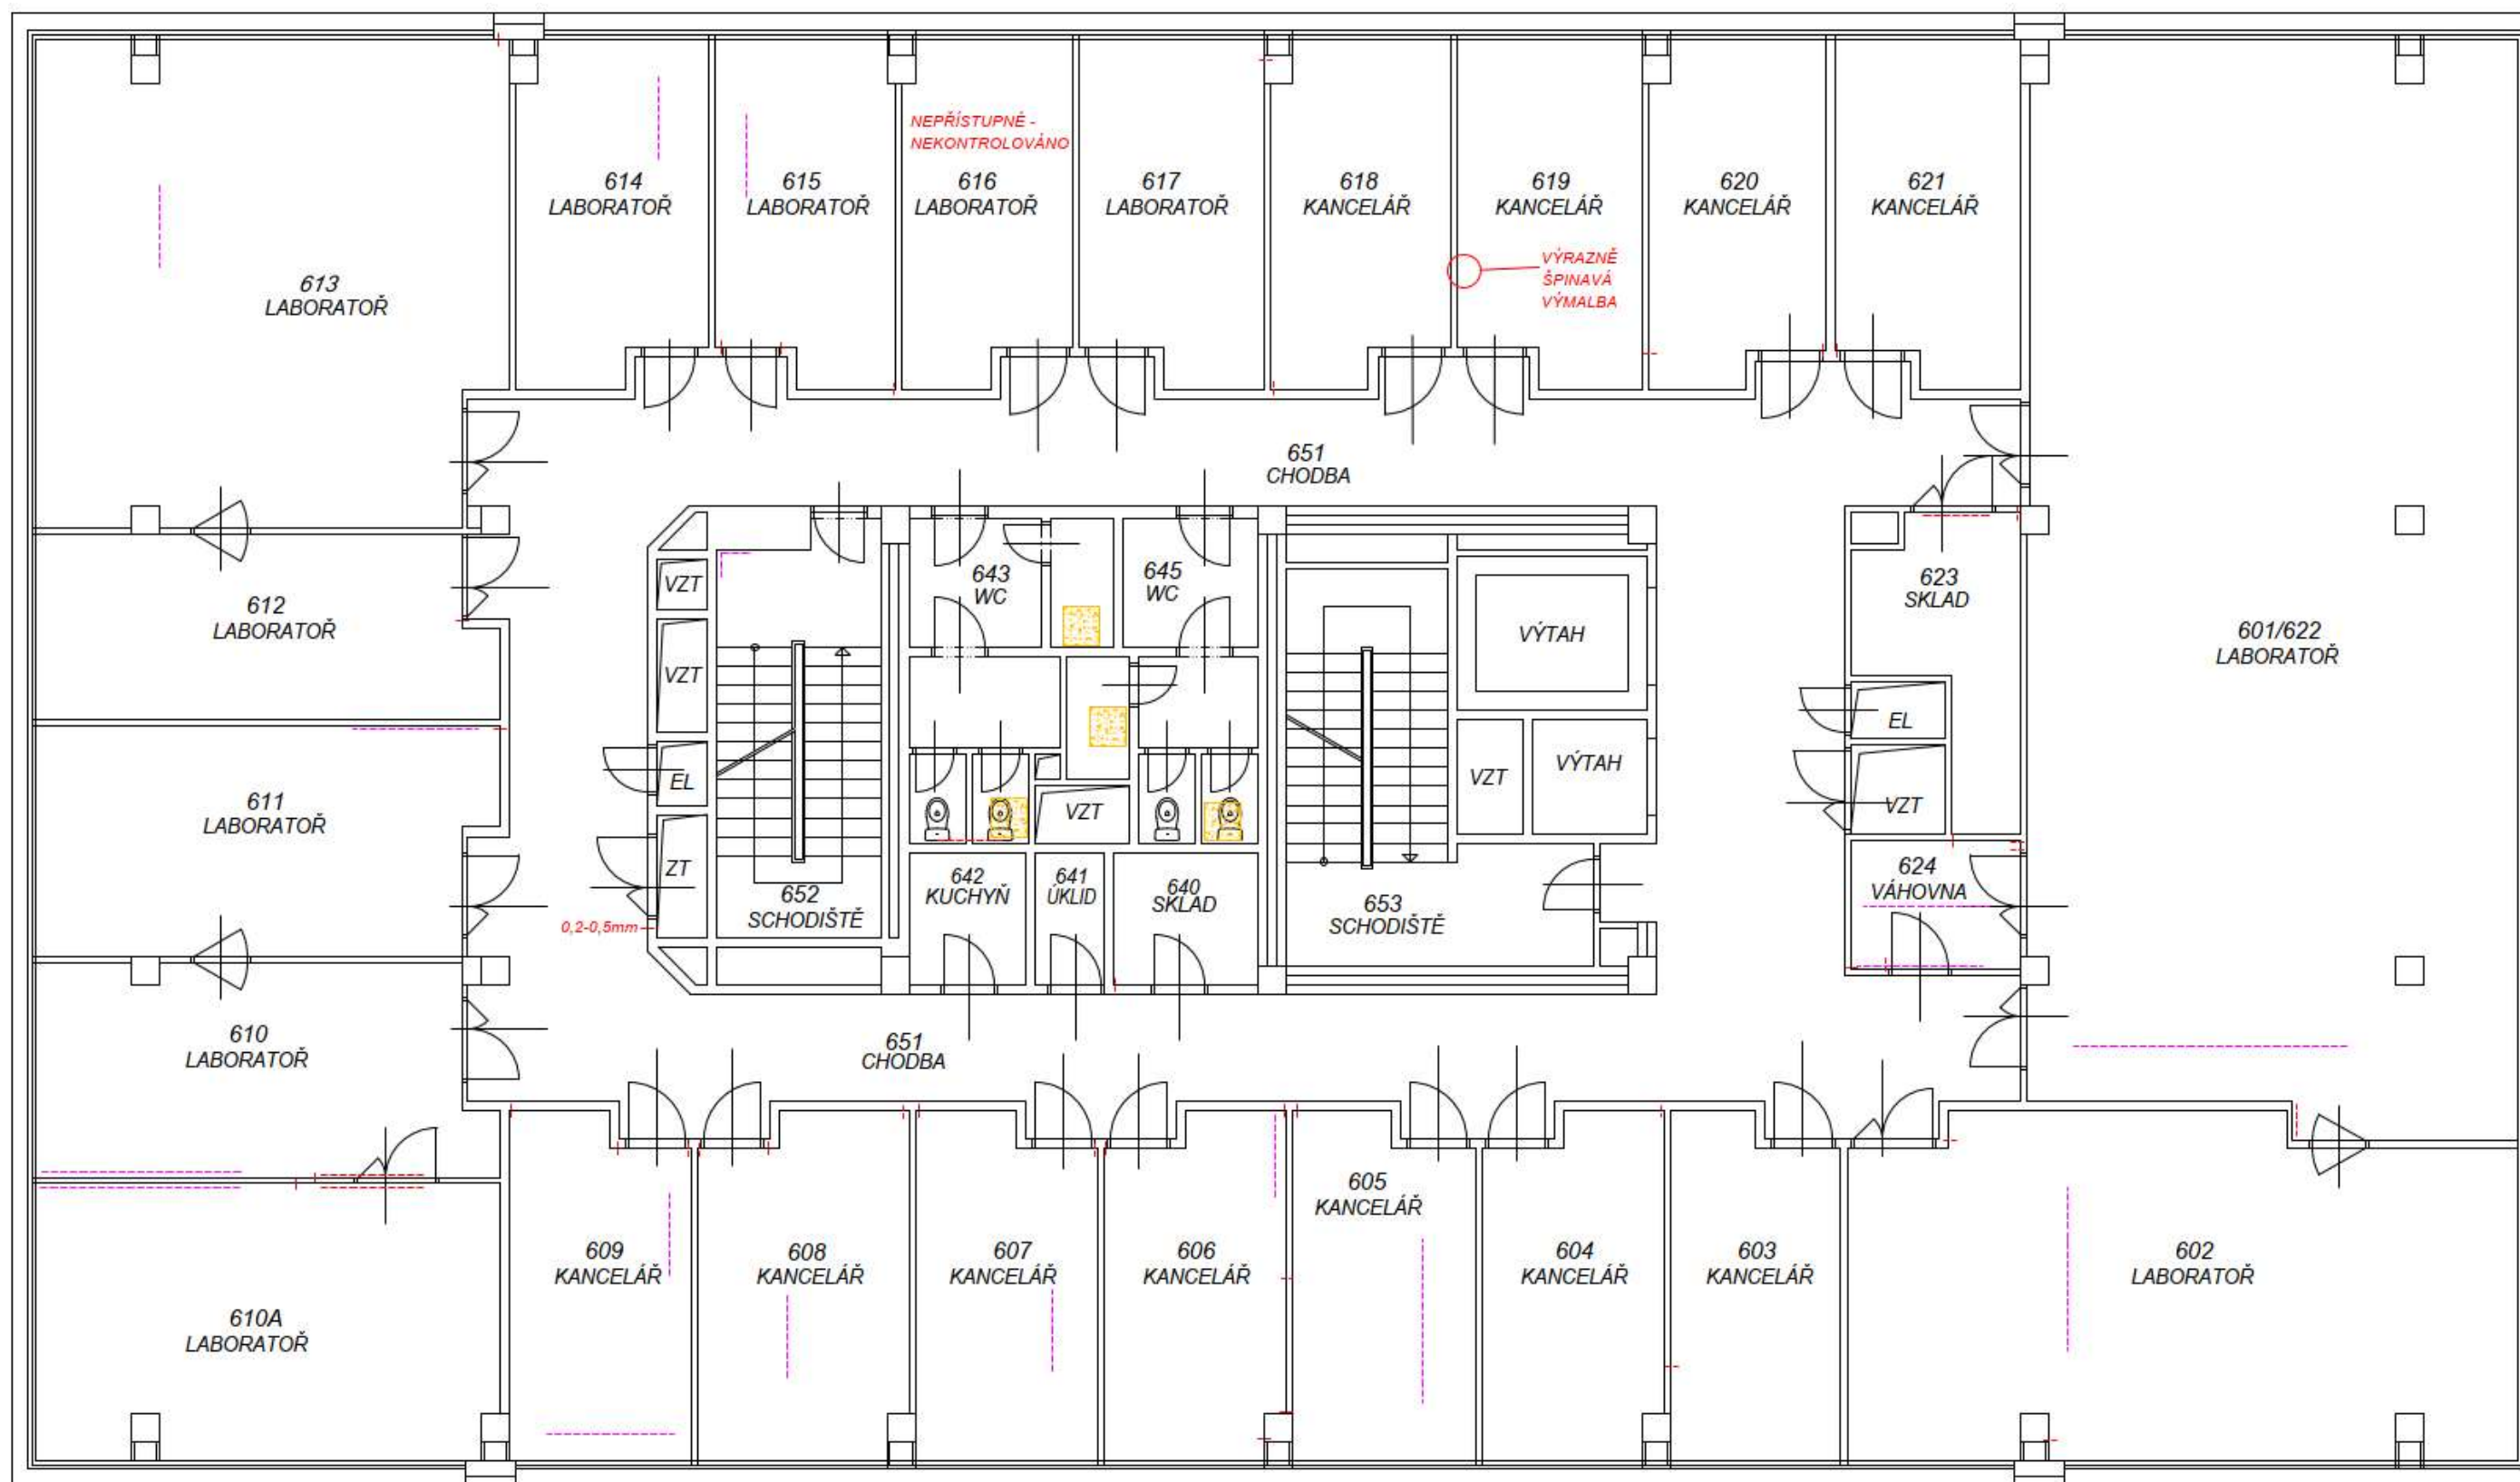 NEPŘÍSTUPNÉ -
NEKONTROLOVÁNO
614
LABORATOŘ
615
LABORATOŘ
616
LABORATOŘ
617
LABORATOŘ
618
KANCELÁŘ
619
KANCELÁŘ
620
KANCELÁŘ
621
KANCELÁŘ
VÝRAZNĚ
ŠPINAVÁ
VÝMALBA
613
LABORATOŘ
651
CHODBA
612
LABORATOŘ
VZT
643
WC
645
WC
VÝTAH
623
SKLAD
601/622
LABORATOŘ
VZT
EL
611
LABORATOŘ
EL
VZT
VZT
VÝTAH
VZT
ZT
652
SCHODIŠTĚ
642
KUCHYŇ
641
ÚKLID
640
SKLAD
653
SCHODIŠTĚ
624
VÁHOVNA
0,2-0,5mm
610
LABORATOŘ
651
CHODBA
605
KANCELÁŘ
609
KANCELÁŘ
608
KANCELÁŘ
607
KANCELÁŘ
606
KANCELÁŘ
604
KANCELÁŘ
603
KANCELÁŘ
602
LABORATOŘ
610A
LABORATOŘ